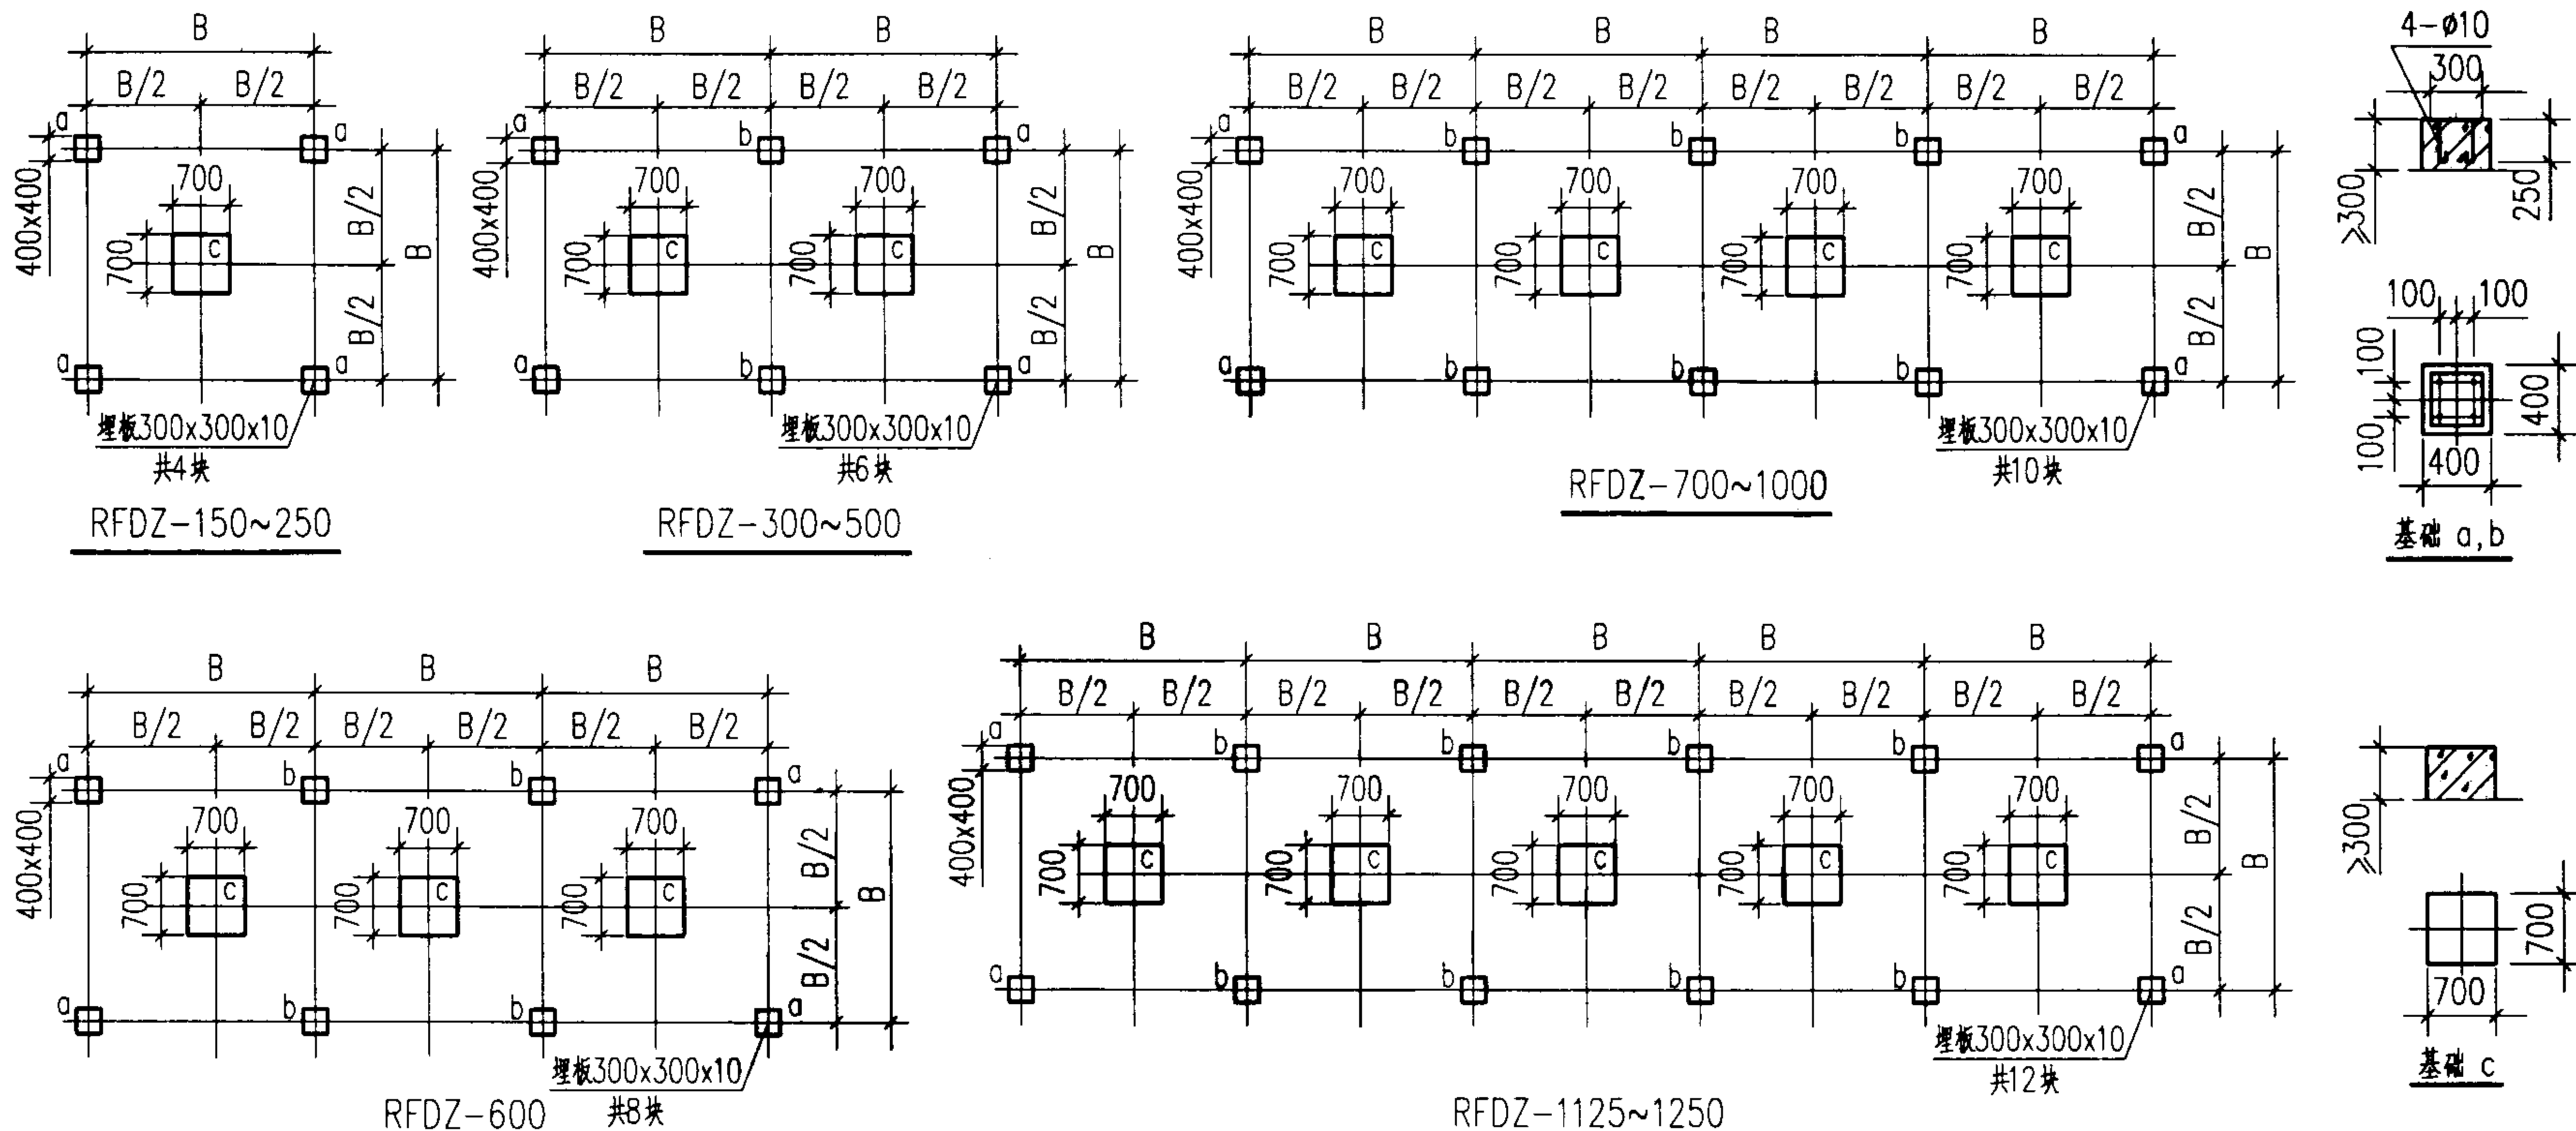 B
B/2 B/2
a a
400x400
700
700
c
B/2
B/2
B
a a
埋板300x300x10
共4块
RFDZ-150~250
B B
B/2 B/2 B/2 B/2
a b a
400x400
700 700
700 700
c c
B/2
B/2
B
a b a
埋板300x300x10
共6块
RFDZ-300~500
B B B B
B/2 B/2 B/2 B/2 B/2 B/2 B/2 B/2
a b b b a
400x400
700 700 700 700
700 700 700 700
c c c c
B/2
B/2
B
a b b b a
埋板300x300x10
共10块
RFDZ-700~1000
4-ø10
300
≥300
250
100 100
100
100
400
400
基础 a,b
B B B
B/2 B/2 B/2 B/2 B/2 B/2
a b b a
400x400
700 700 700
700 700 700
c c c
B/2
B/2
B
a b b a
埋板300x300x10
共8块
RFDZ-600
B B B B B
B/2 B/2 B/2 B/2 B/2 B/2 B/2 B/2 B/2 B/2
a b b b b a
400x400
700 700 700 700 700
700 700 700 700 700
c c c c c
B/2
B/2
B
a b b b b a
埋板300x300x10
共12块
RFDZ-1125~1250
≥300
700
700
基础 c